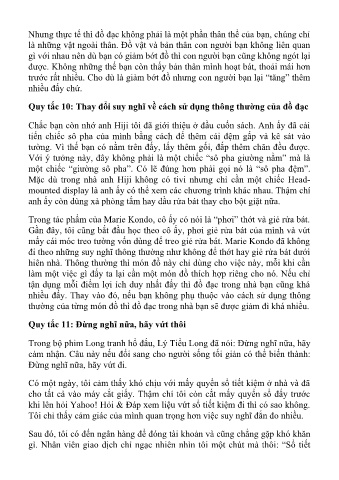 Nhưng thực tế thì đồ đạc không phải là một phần thân thể của bạn, chúng chỉ
là những vật ngoài thân. Đồ vật và bản thân con người bạn không liên quan
gì với nhau nên dù bạn có giảm bớt đồ thì con người bạn cũng không ngót lại
được. Không những thế bạn còn thấy bản thân mình hoạt bát, thoải mái hơn
trước rất nhiều. Cho dù là giảm bớt đồ nhưng con người bạn lại “tăng” thêm
nhiều đấy chứ.
Quy tắc 10: Thay đổi suy nghĩ về cách sử dụng thông thường của đồ đạc
Chắc bạn còn nhớ anh Hiji tôi đã giới thiệu ở đầu cuốn sách. Anh ấy đã cải
tiến chiếc sô pha của mình bằng cách để thêm cái đệm gấp và kê sát vào
tường. Vì thế bạn có nằm trên đấy, lấy thêm gối, đắp thêm chăn đều được.
Với ý tưởng này, đây không phải là một chiếc “sô pha giường nằm” mà là
một chiếc “giường sô pha”. Có lẽ đúng hơn phải gọi nó là “sô pha đệm”.
Mặc dù trong nhà anh Hiji không có tivi nhưng chỉ cần một chiếc Head-
mounted display là anh ấy có thể xem các chương trình khác nhau. Thậm chí
anh ấy còn dùng xà phòng tắm hay dầu rửa bát thay cho bột giặt nữa.
Trong tác phẩm của Marie Kondo, cô ấy có nói là “phơi” thớt và giẻ rửa bát.
Gần đây, tôi cũng bắt đầu học theo cô ấy, phơi giẻ rửa bát của mình và vứt
mấy cái móc treo tường vốn dùng để treo giẻ rửa bát. Marie Kondo đã không
đi theo những suy nghĩ thông thường như không để thớt hay giẻ rửa bát dưới
hiên nhà. Thông thường thì món đồ này chỉ dùng cho việc này, mỗi khi cần
làm một việc gì đấy ta lại cần một món đồ thích hợp riêng cho nó. Nếu chỉ
tận dụng mỗi điểm lợi ích duy nhất đấy thì đồ đạc trong nhà bạn cũng khá
nhiều đấy. Thay vào đó, nếu bạn không phụ thuộc vào cách sử dụng thông
thường của từng món đồ thì đồ đạc trong nhà bạn sẽ được giảm đi khá nhiều.
Quy tắc 11: Đừng nghĩ nữa, hãy vứt thôi
Trong bộ phim Long tranh hổ đấu, Lý Tiểu Long đã nói: Đừng nghĩ nữa, hãy
cảm nhận. Câu này nếu đổi sang cho người sống tối giản có thể biến thành:
Đừng nghĩ nữa, hãy vứt đi.
Có một ngày, tôi cảm thấy khó chịu với mấy quyển sổ tiết kiệm ở nhà và đã
cho tất cả vào máy cắt giấy. Thậm chí tôi còn cắt mấy quyển sổ đấy trước
khi lên hỏi Yahoo! Hỏi & Đáp xem liệu vứt sổ tiết kiệm đi thì có sao không.
Tôi chỉ thấy cảm giác của mình quan trọng hơn việc suy nghĩ đắn đo nhiều.
Sau đó, tôi có đến ngân hàng để đóng tài khoản và cũng chẳng gặp khó khăn
gì. Nhân viên giao dịch chỉ ngạc nhiên nhìn tôi một chút mà thôi: “Sổ tiết